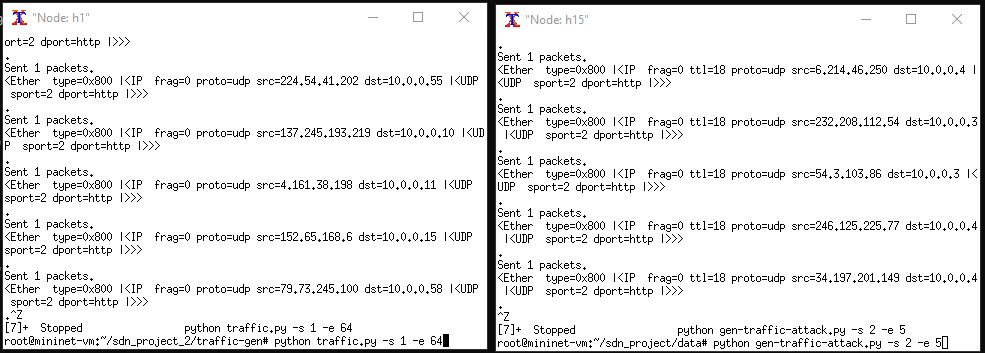 "Node: h1"
ort=2 dport=http |>>>
.
Sent 1 packets.
<Ether  type=0x800 |<IP  frag=0 proto=udp src=224.54.41.202 dst=10.0.0.55 |<UDP
 sport=2 dport=http |>>>
.
Sent 1 packets.
<Ether  type=0x800 |<IP  frag=0 proto=udp src=137.245.193.219 dst=10.0.0.10 |<UD
P  sport=2 dport=http |>>>
.
Sent 1 packets.
<Ether  type=0x800 |<IP  frag=0 proto=udp src=4.161.38.198 dst=10.0.0.11 |<UDP
sport=2 dport=http |>>>
.
Sent 1 packets.
<Ether  type=0x800 |<IP  frag=0 proto=udp src=152.65.168.6 dst=10.0.0.15 |<UDP
sport=2 dport=http |>>>
.
Sent 1 packets.
<Ether  type=0x800 |<IP  frag=0 proto=udp src=79.73.245.100 dst=10.0.0.58 |<UDP
 sport=2 dport=http |>>>
.^Z
[7]+  Stopped                 python traffic.py -s 1 -e 64
root@mininet-vm:~/sdn_project_2/traffic-gen# python traffic.py -s 1 -e 64
"Node: h15"
.
Sent 1 packets.
<Ether  type=0x800 |<IP  frag=0 ttl=18 proto=udp src=6.214.46.250 dst=10.0.0.4 |
<UDP  sport=2 dport=http |>>>
.
Sent 1 packets.
<Ether  type=0x800 |<IP  frag=0 ttl=18 proto=udp src=232.208.112.54 dst=10.0.0.3
 |<UDP  sport=2 dport=http |>>>
.
Sent 1 packets.
<Ether  type=0x800 |<IP  frag=0 ttl=18 proto=udp src=54.3.103.86 dst=10.0.0.3 |<
UDP  sport=2 dport=http |>>>
.
Sent 1 packets.
<Ether  type=0x800 |<IP  frag=0 ttl=18 proto=udp src=246.125.225.77 dst=10.0.0.4
 |<UDP  sport=2 dport=http |>>>
.
Sent 1 packets.
<Ether  type=0x800 |<IP  frag=0 ttl=18 proto=udp src=34.197.201.149 dst=10.0.0.4
 |<UDP  sport=2 dport=http |>>>
.
^Z
[7]+  Stopped                 python gen-traffic-attack.py -s 2 -e 5
root@mininet-vm:~/sdn_project/data# python gen-traffic-attack.py -s 2 -e 5